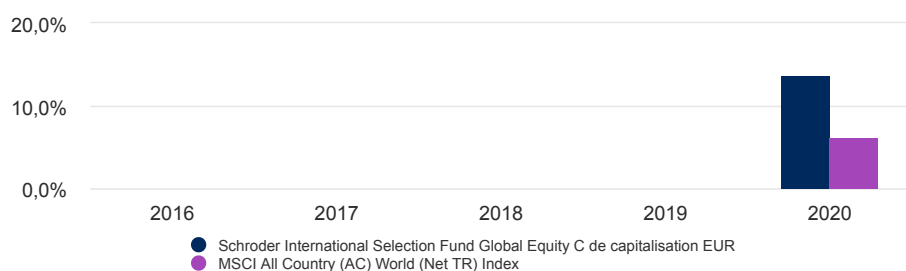 20,0%
10,0%
0,0%
2016 2017 2018 2019 2020
Schroder International Selection Fund Global Equity C de capitalisation EUR
MSCI All Country (AC) World (Net TR) Index